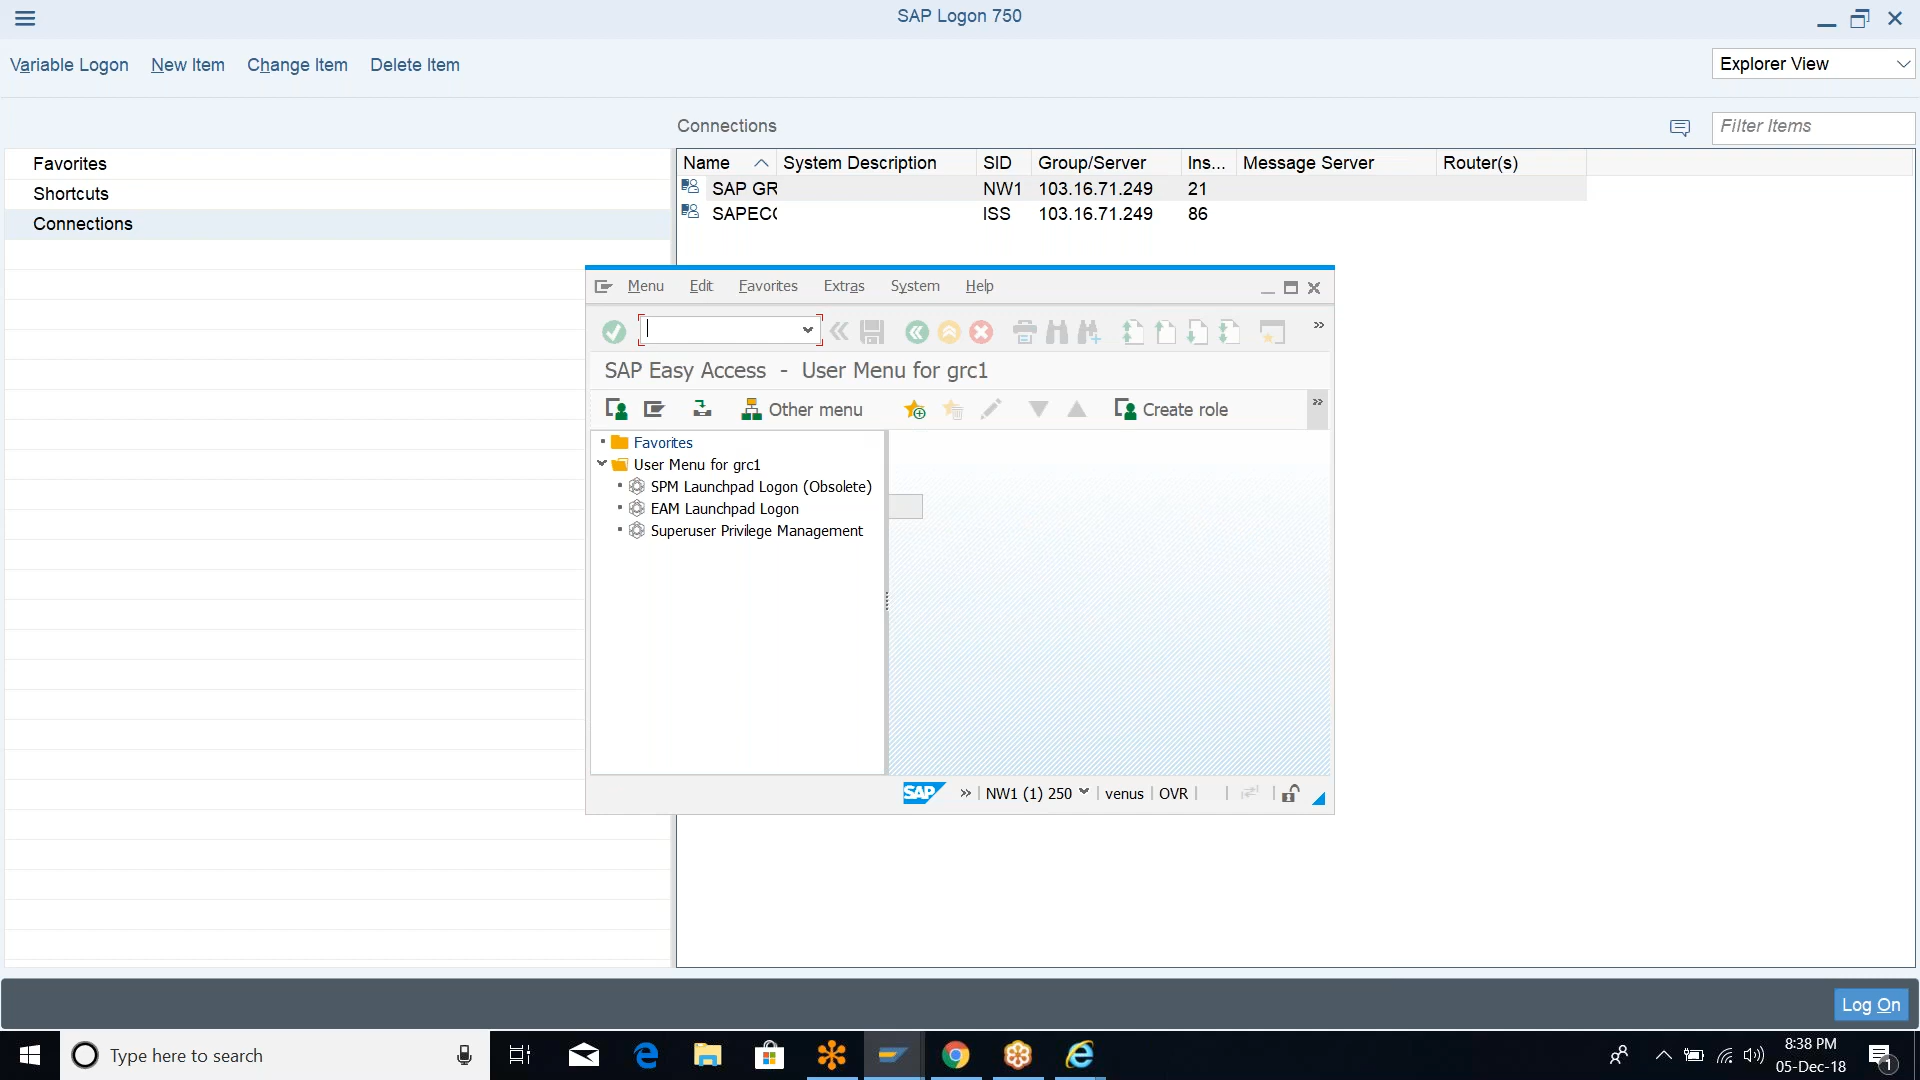 SAP Logon 750
Variable Logon New Item Change Item Delete Item Explorer View
Connections Filter Items
Favorites
Shortcuts
Connections
Name System Description SID Group/Server Ins... Message Server Router(s)
SAP GR NW1 103.16.71.249 21
SAPEC ISS 103.16.71.249 86
Menu Edit Favorites Extras System Help
SAP Easy Access - User Menu for grc1
Other menu Create role
Favorites
User Menu for grc1
SPM Launchpad Logon (Obsolete)
EAM Launchpad Logon
Superuser Privilege Management
SAP NW1 (1) 250 venus OVR
Log On
Type here to search
8:38 PM
05-Dec-18
1